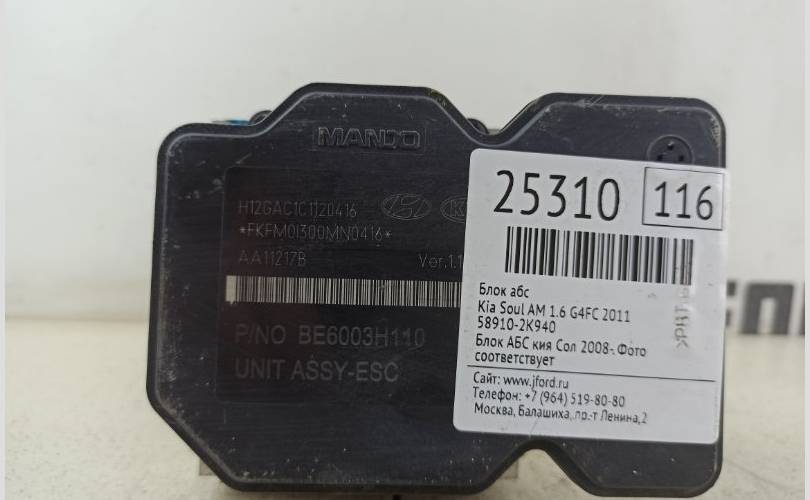 MANDO
H12GAC1C1120416
*FKFM0I300MN0416*
AA11217B Ver.1.1
P/NO BE6003H110
UNIT ASSY-ESC
25310 116
Блок абс
Kia Soul AM 1.6 G4FC 2011
58910-2K940
Блок АБС кия Сол 2008-. Фото
соответствует
Сайт: www.jford.ru
Телефон: +7 (964) 519-80-80
Москва, Балашиха, пр.-т Ленина,2